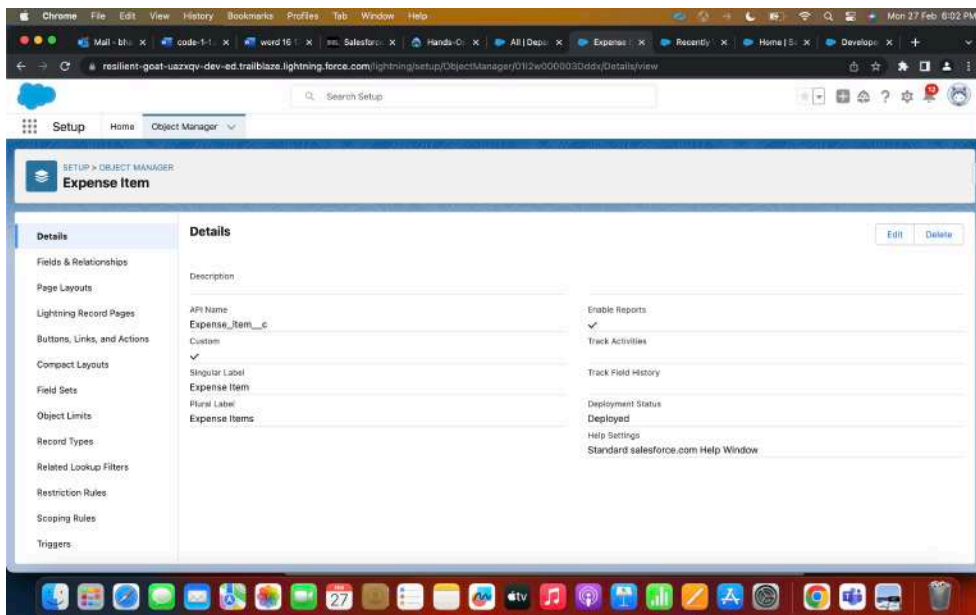 Chrome File Edit View History Bookmarks Profiles Tab Window Help Mon 27 Feb 6:02 PM
Mail - bha code-1-1 word 16 Salesforc Hands-O All | Depa Expense I Recently Home | S Develope
resilient-goat-uazxqv-dev-ed.trailblaze.lightning.force.com/lightning/setup/ObjectManager/01I2w000003Dddx/Details/view
Search Setup
Setup Home Object Manager
SETUP > OBJECT MANAGER
Expense Item
Details
Fields & Relationships
Page Layouts
Lightning Record Pages
Buttons, Links, and Actions
Compact Layouts
Field Sets
Object Limits
Record Types
Related Lookup Filters
Restriction Rules
Scoping Rules
Triggers
Details
Edit Delete
Description
API Name
Expense_Item__c
Custom
Singular Label
Expense Item
Plural Label
Expense Items
Enable Reports
Track Activities
Track Field History
Deployment Status
Deployed
Help Settings
Standard salesforce.com Help Window
27
tv